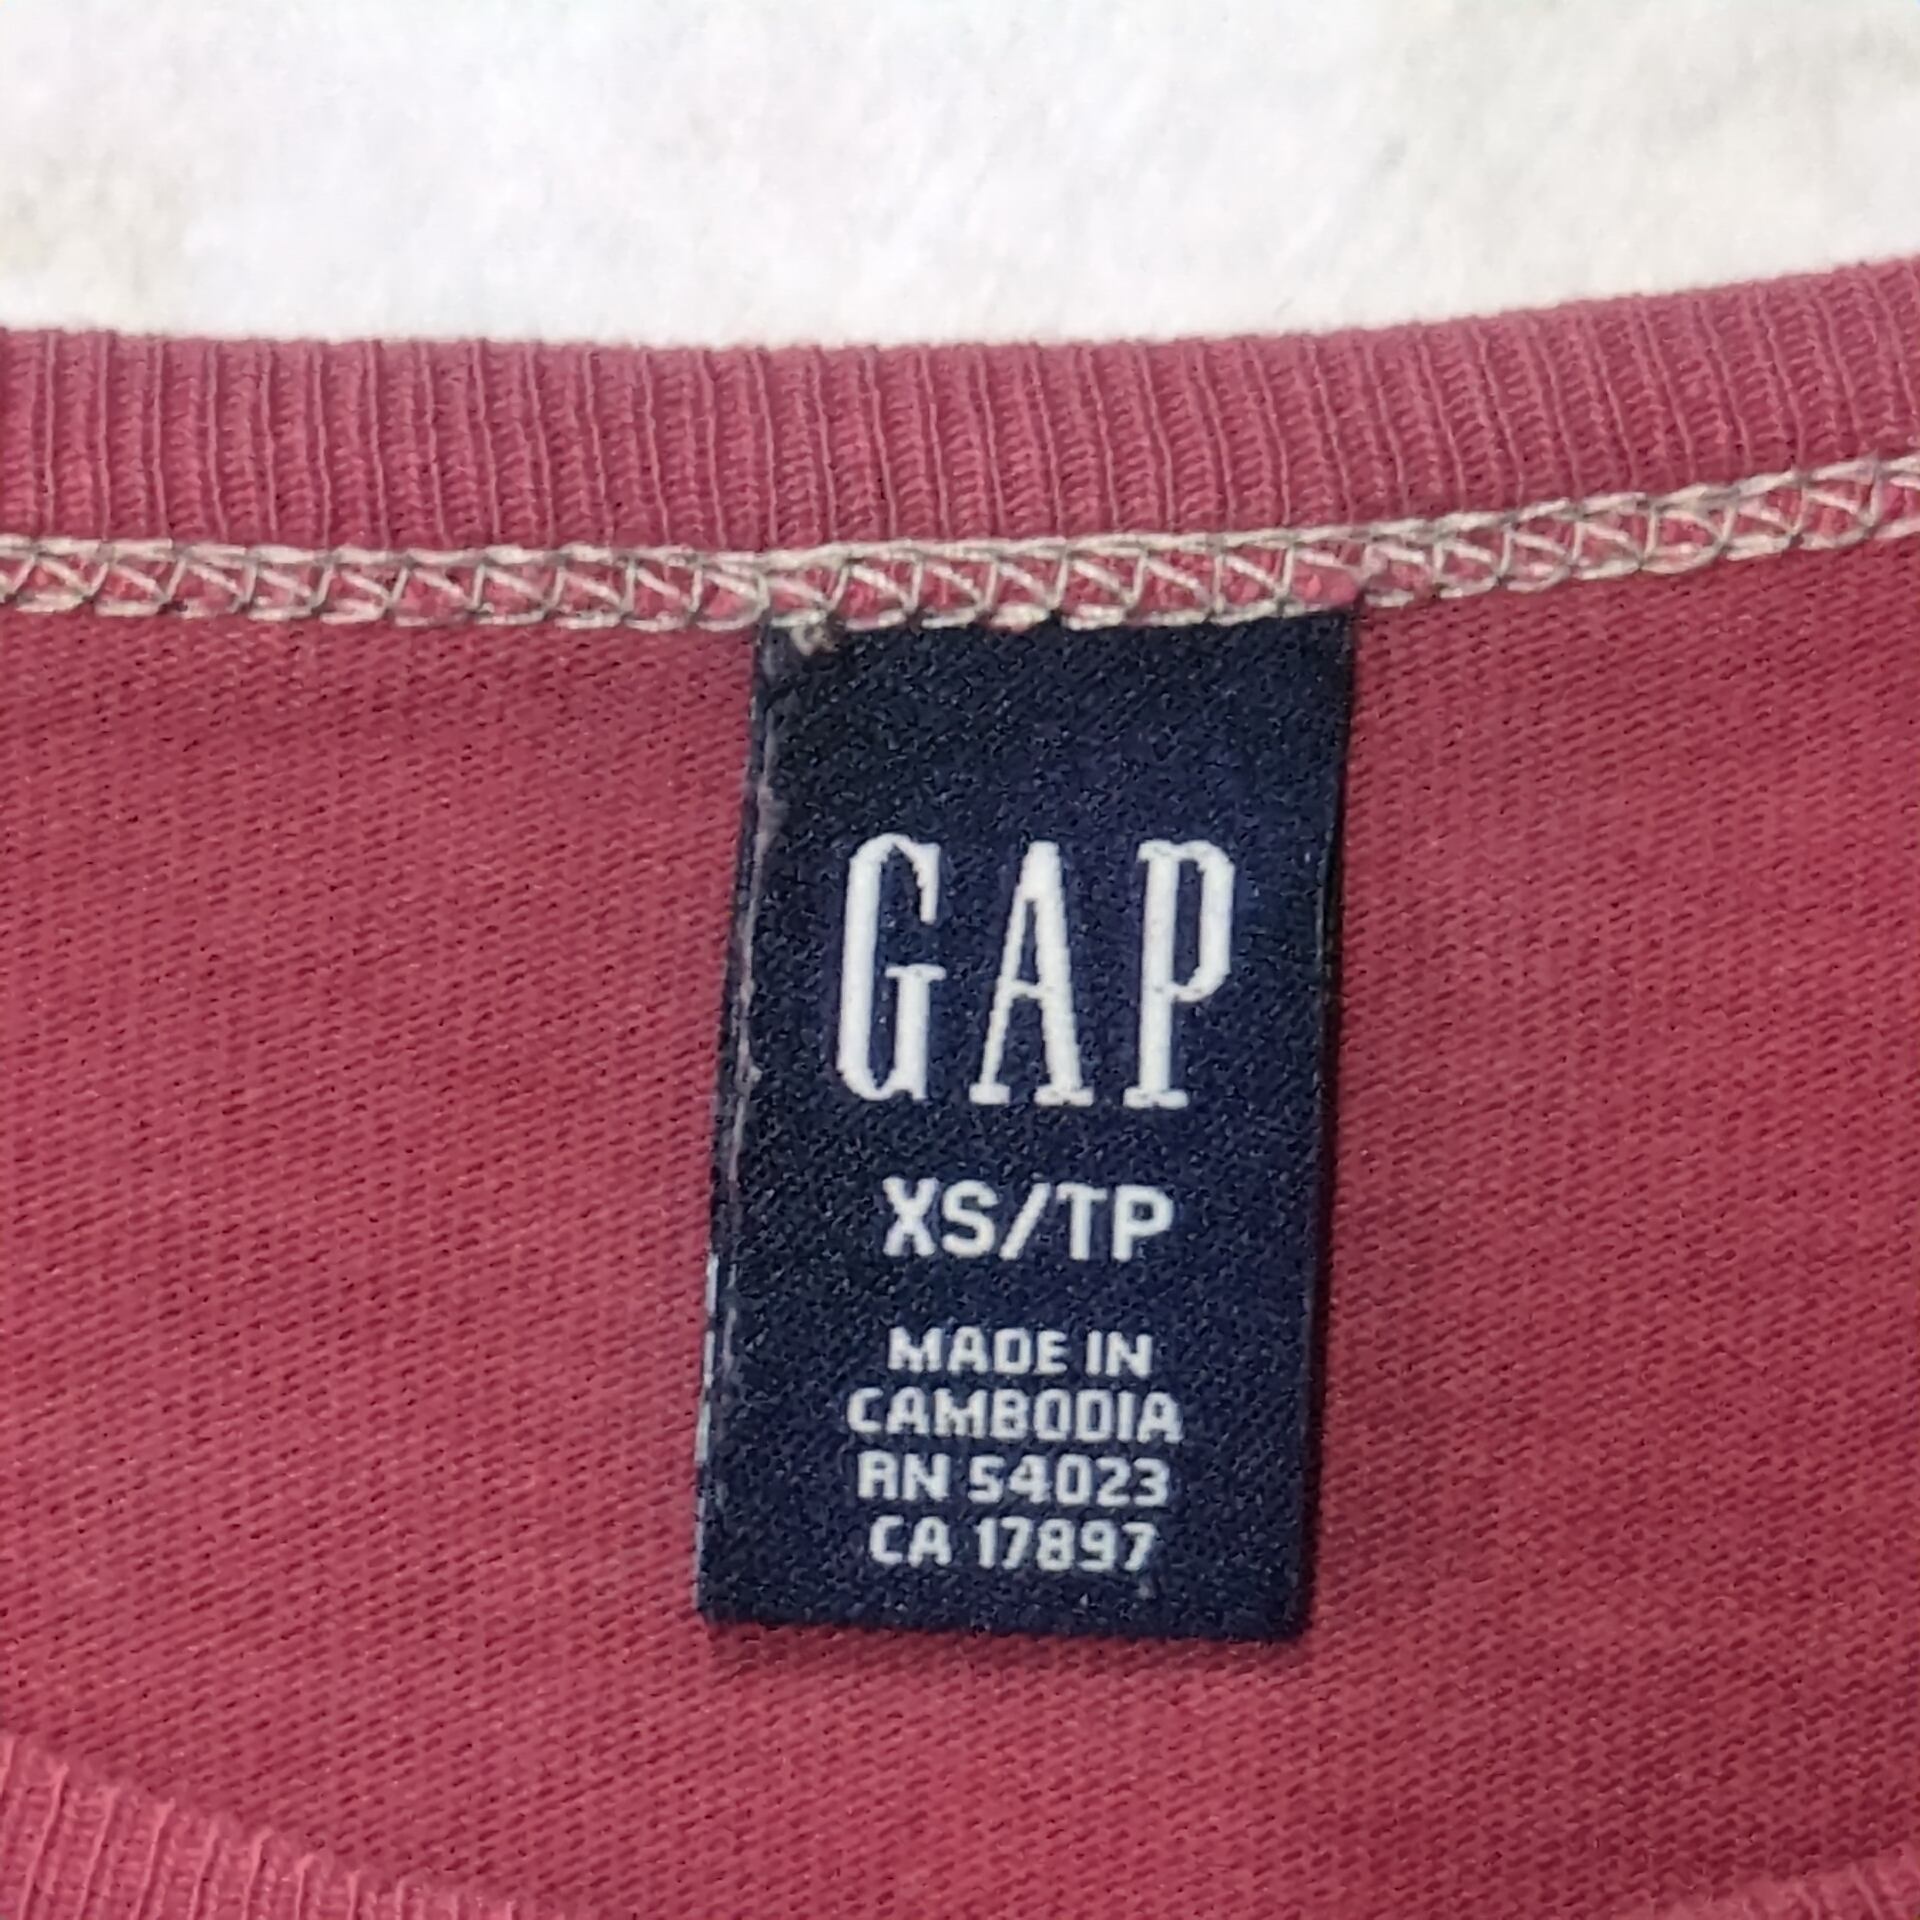 GAP
XS/TP
MADE IN
CAMBODIA
RN 54023
CA 17897